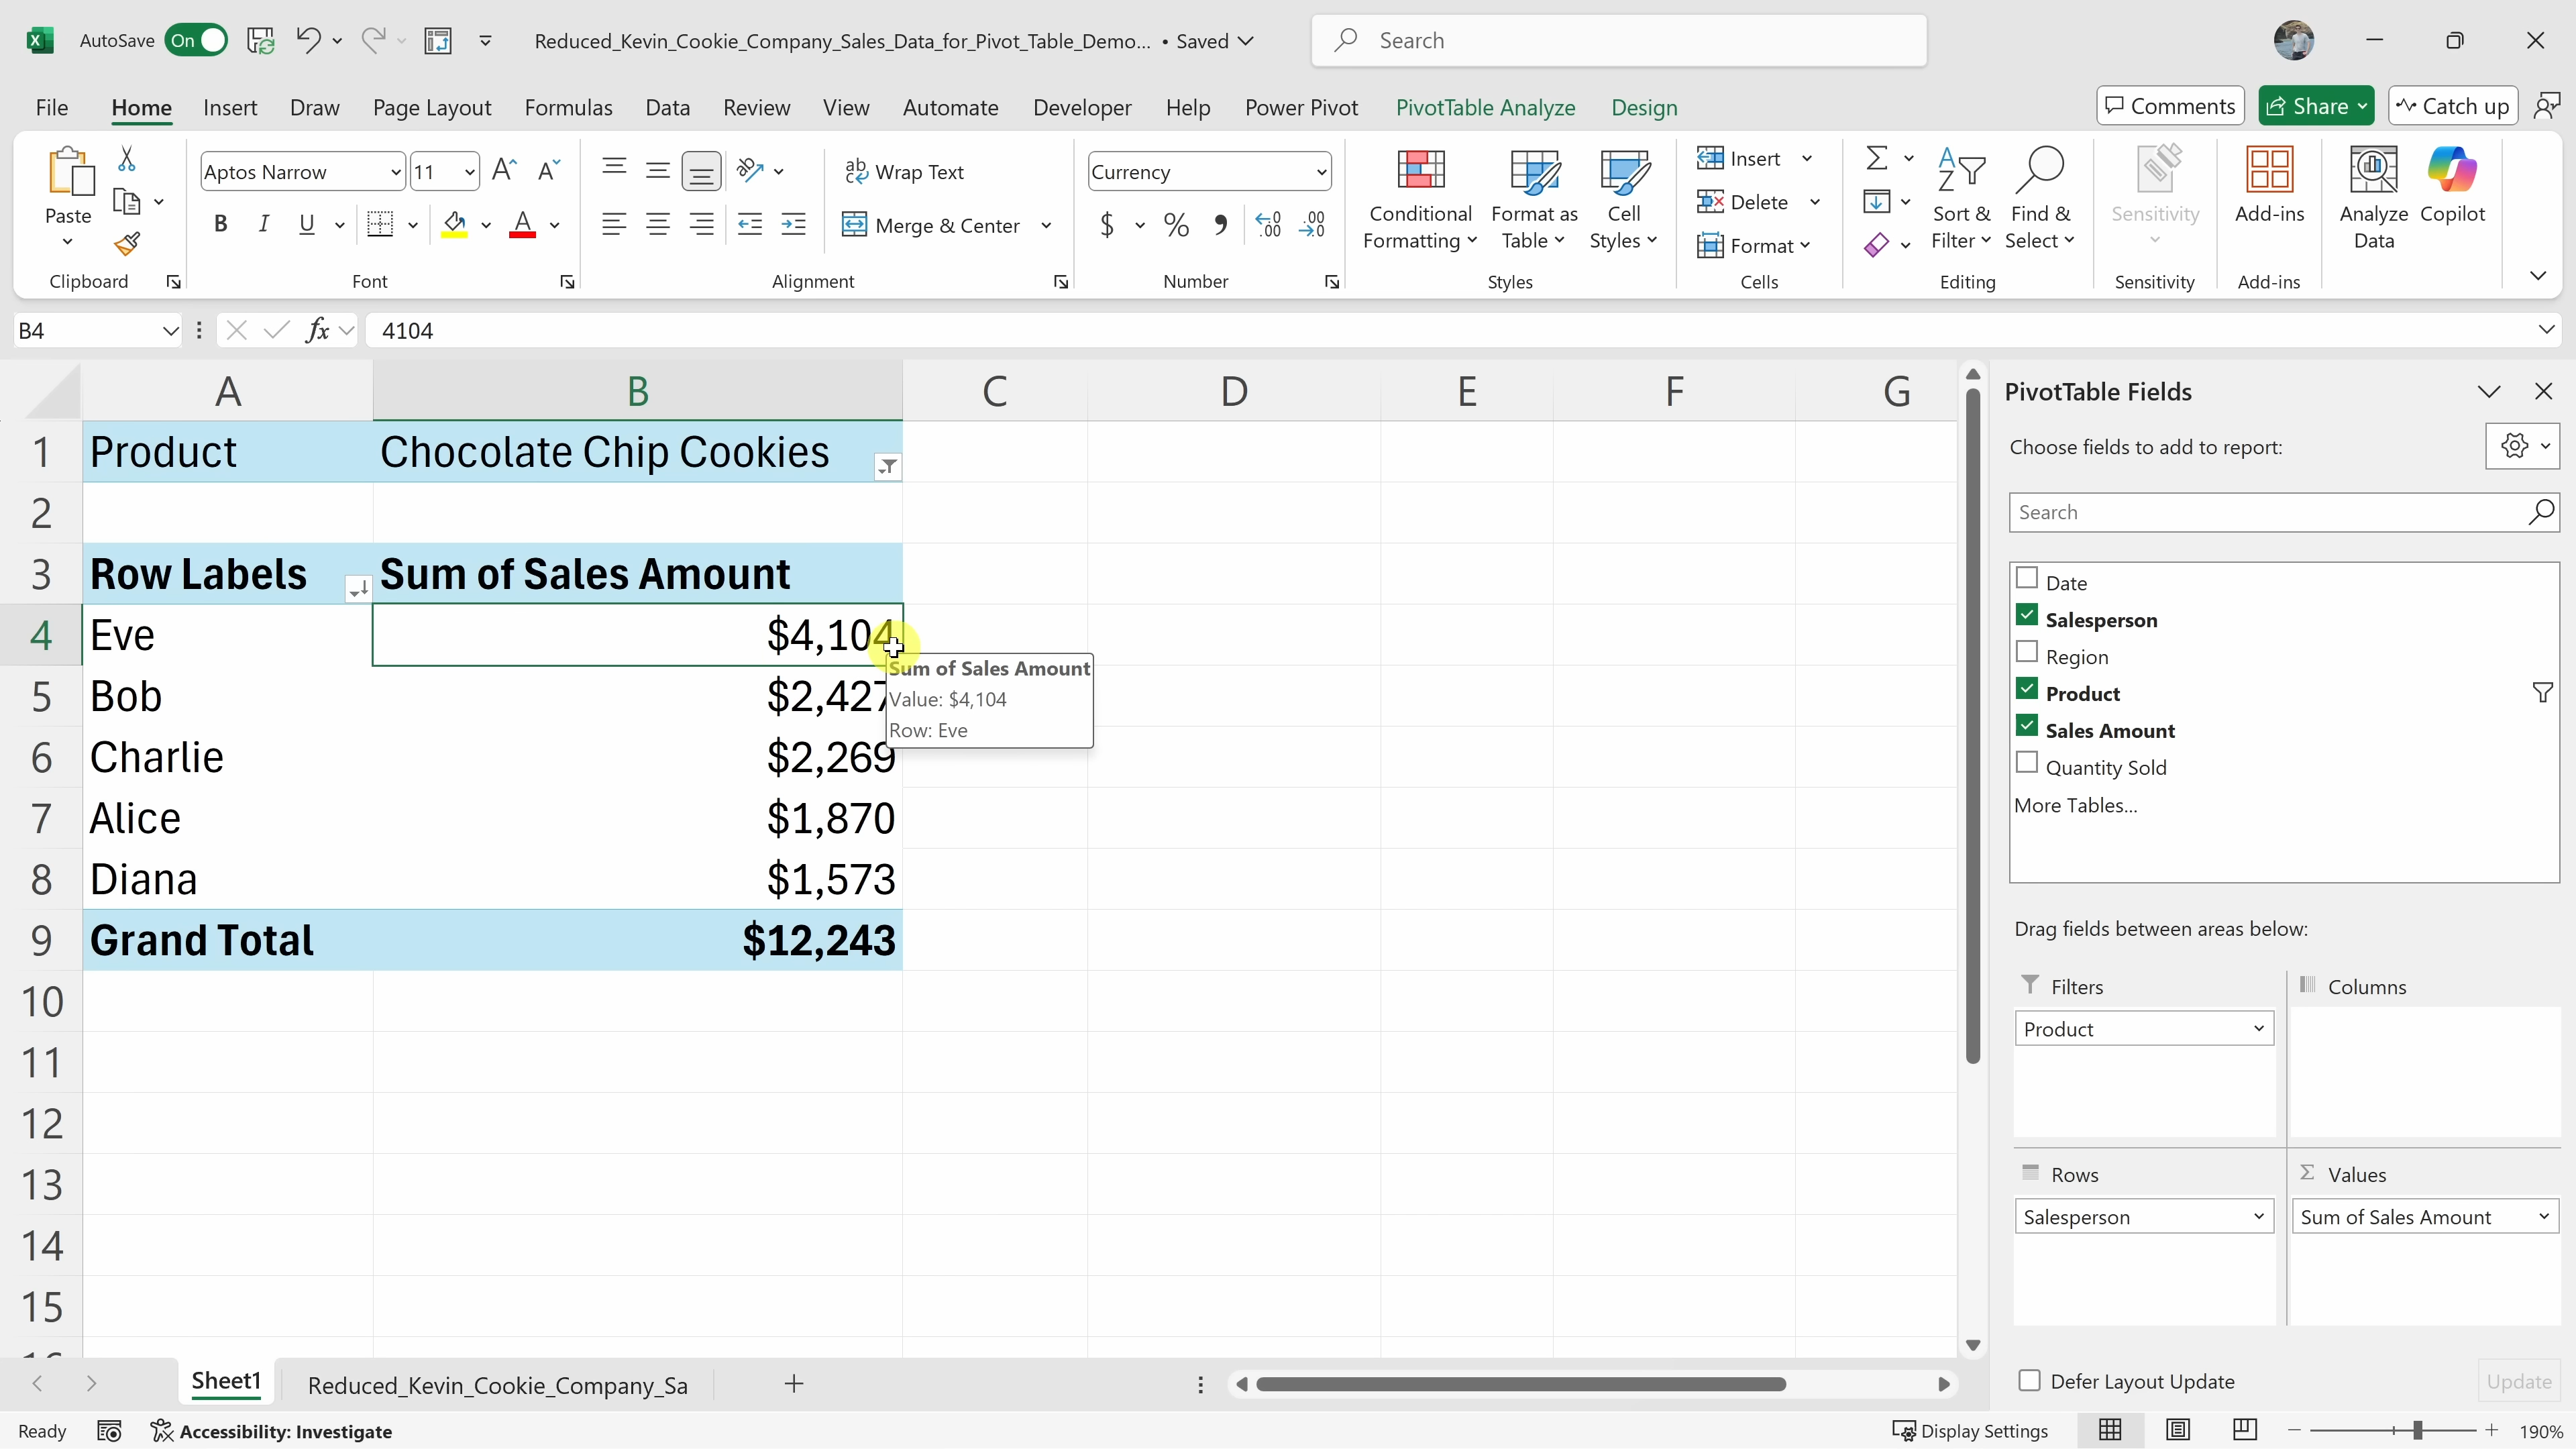 AutoSave On Reduced_Kevin_Cookie_Company_Sales_Data_for_Pivot_Table_Demo... • Saved Search
File Home Insert Draw Page Layout Formulas Data Review View Automate Developer Help Power Pivot PivotTable Analyze Design Comments Share Catch up
Paste
Clipboard
Aptos Narrow 11
B I U
Font
Wrap Text
Merge & Center
Alignment
Currency
$ % 9
Number
Conditional Formatting
Format as Table
Cell Styles
Styles
Insert
Delete
Format
Cells
Sort & Filter
Find & Select
Editing
Sensitivity
Sensitivity
Add-ins
Add-ins
Analyze Data
Copilot
B4 fx 4104
A B C D E F G
1 Product Chocolate Chip Cookies
2
3 Row Labels Sum of Sales Amount
4 Eve $4,104
5 Bob $2,427
6 Charlie $2,269
7 Alice $1,870
8 Diana $1,573
9 Grand Total $12,243
10
11
12
13
14
15
Sum of Sales Amount
Value: $4,104
Row: Eve
PivotTable Fields
Choose fields to add to report:
Search
Date
Salesperson
Region
Product
Sales Amount
Quantity Sold
More Tables...
Drag fields between areas below:
Filters
Product
Columns
Rows
Salesperson
Values
Sum of Sales Amount
Defer Layout Update Update
Sheet1 Reduced_Kevin_Cookie_Company_Sa
Ready Accessibility: Investigate Display Settings 190%